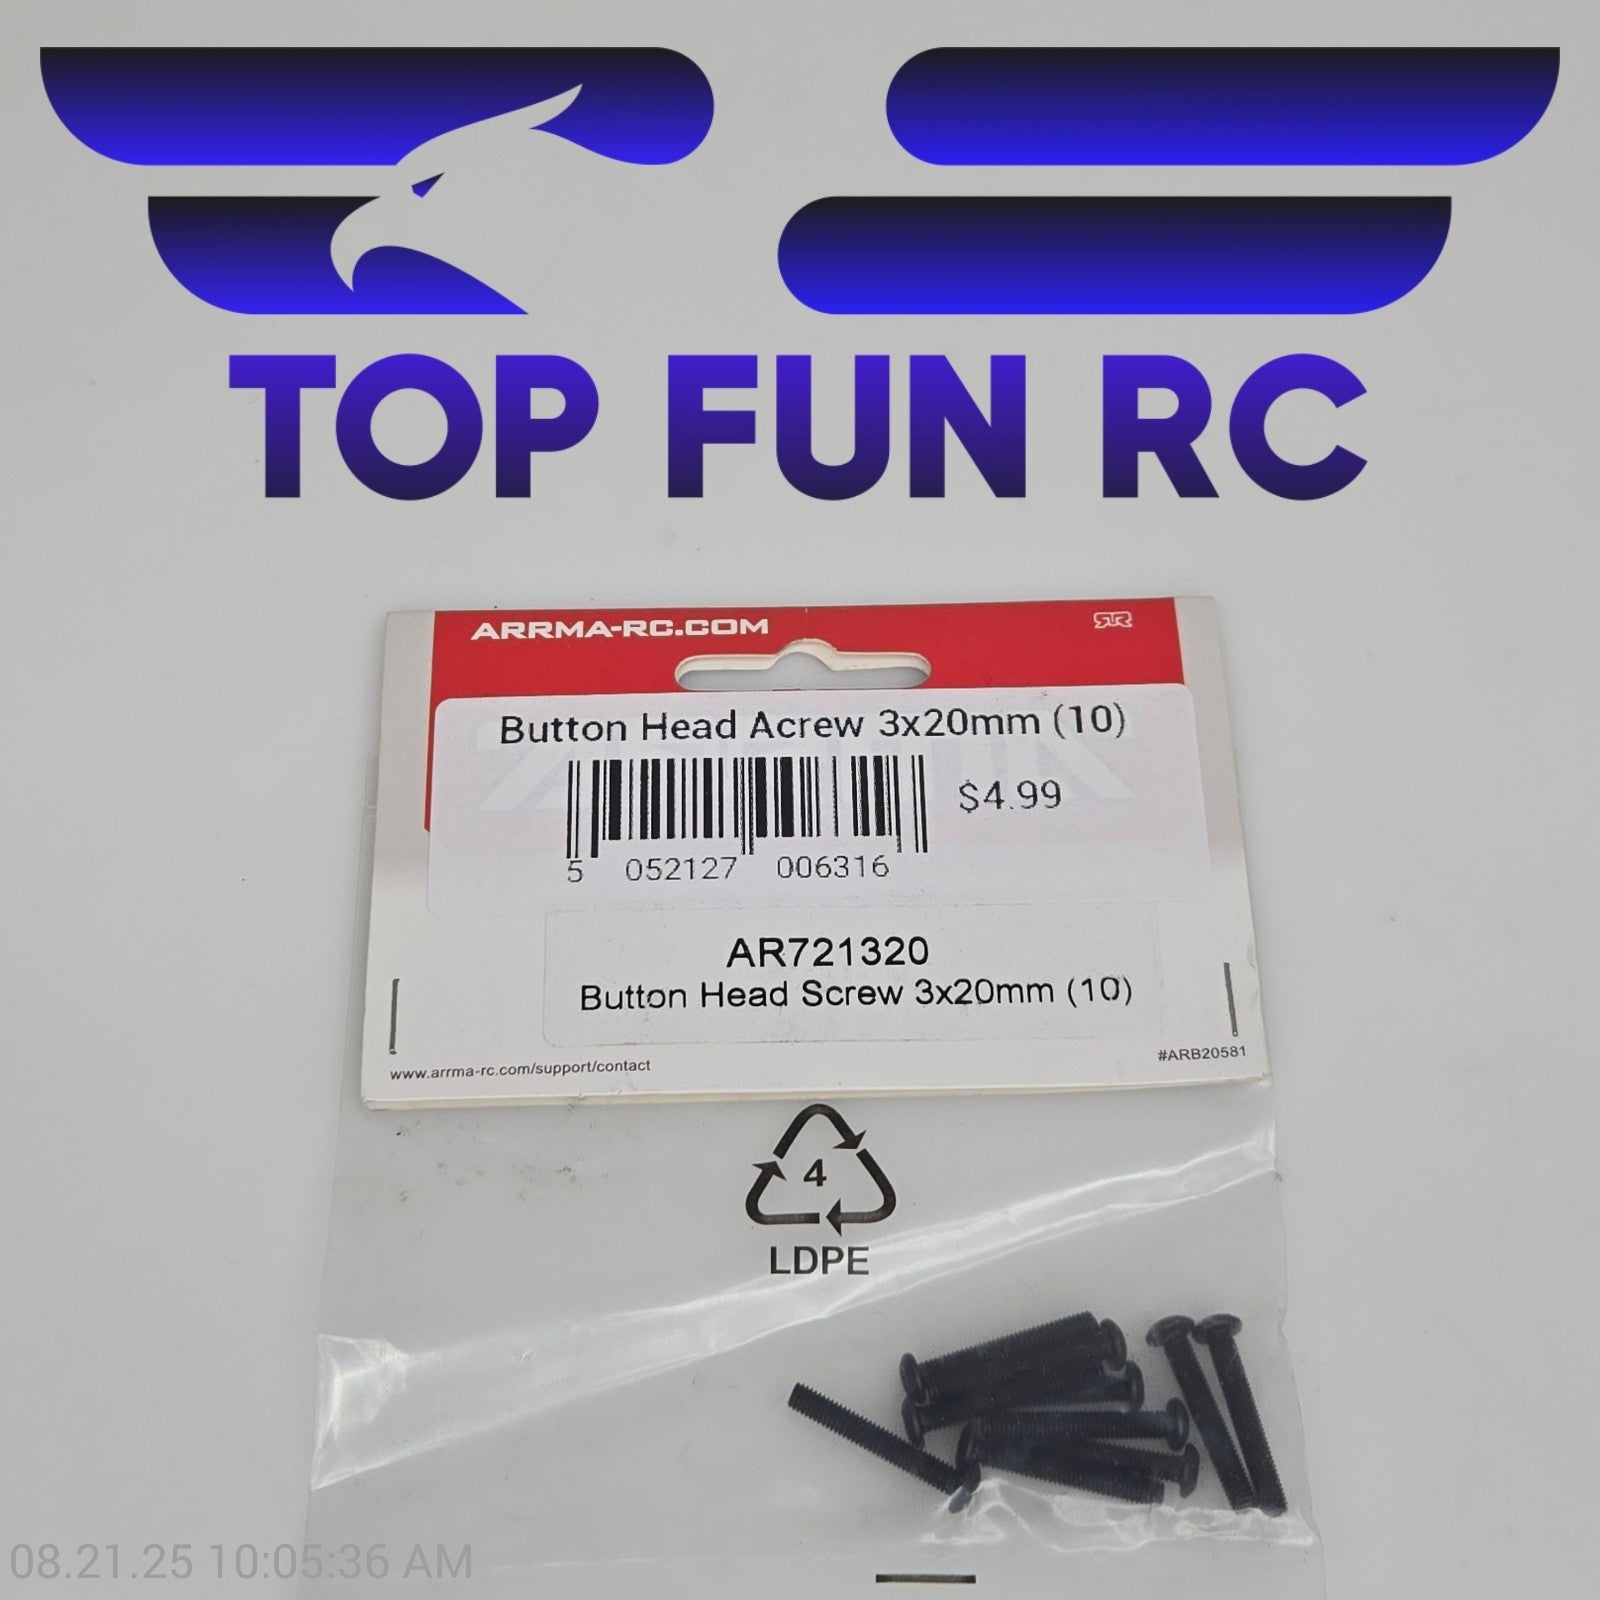 TOP FUN RC
ARRMA-RC.COM
Button Head Acrew 3x20mm (10)
$4.99
5 052127 006316
AR721320
Button Head Screw 3x20mm (10)
www.arrma-rc.com/support/contact
#ARB20581
4
LDPE
08.21.25 10:05:36 AM